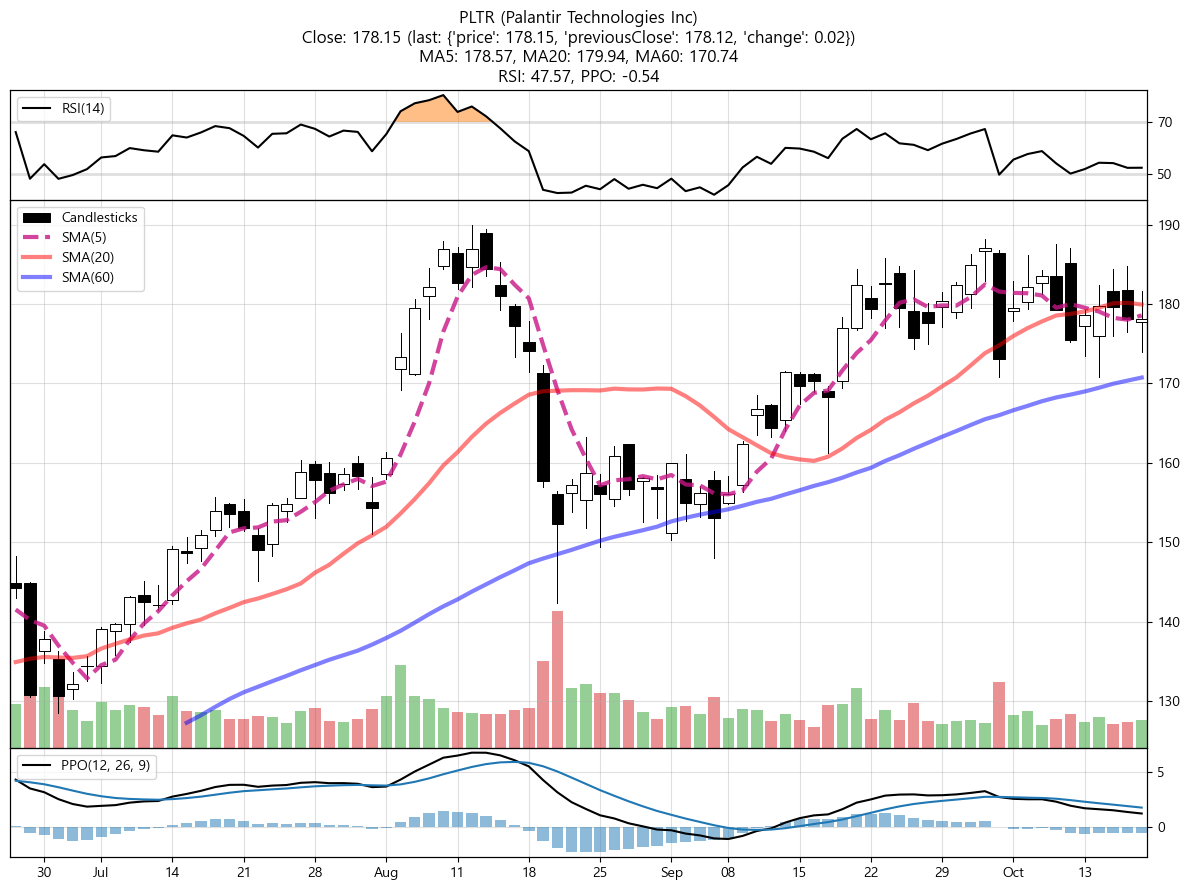 PLTR (Palantir Technologies Inc)
Close: 178.15 (last: {'price': 178.15, 'previousClose': 178.12, 'change': 0.02})
MA5: 178.57, MA20: 179.94, MA60: 170.74
RSI: 47.57, PPO: -0.54
RSI(14)
70
50
Candlesticks
SMA(5)
SMA(20)
SMA(60)
190
180
170
160
150
140
130
PPO(12, 26, 9)
5
0
30 Jul 14 21 28 Aug 11 18 25 Sep 08 15 22 29 Oct 13